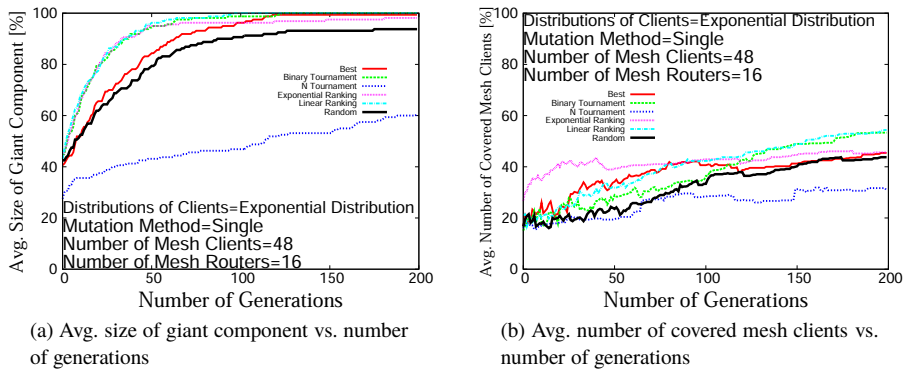 Avg. Size of Giant Component [%]
100
80
60
40
20
0
Best
Binary Tournament
N Tournament
Exponential Ranking
Linear Ranking
Random
Distributions of Clients=Exponential Distribution
Mutation Method=Single
Number of Mesh Clients=48
Number of Mesh Routers=16
0 50 100 150 200
Number of Generations
(a) Avg. size of giant component vs. number
of generations
Avg. Number of Covered Mesh Clients [%]
100
80
60
40
20
0
Distributions of Clients=Exponential Distribution
Mutation Method=Single
Number of Mesh Clients=48
Number of Mesh Routers=16
Best
Binary Tournament
N Tournament
Exponential Ranking
Linear Ranking
Random
0 50 100 150 200
Number of Generations
(b) Avg. number of covered mesh clients vs.
number of generations